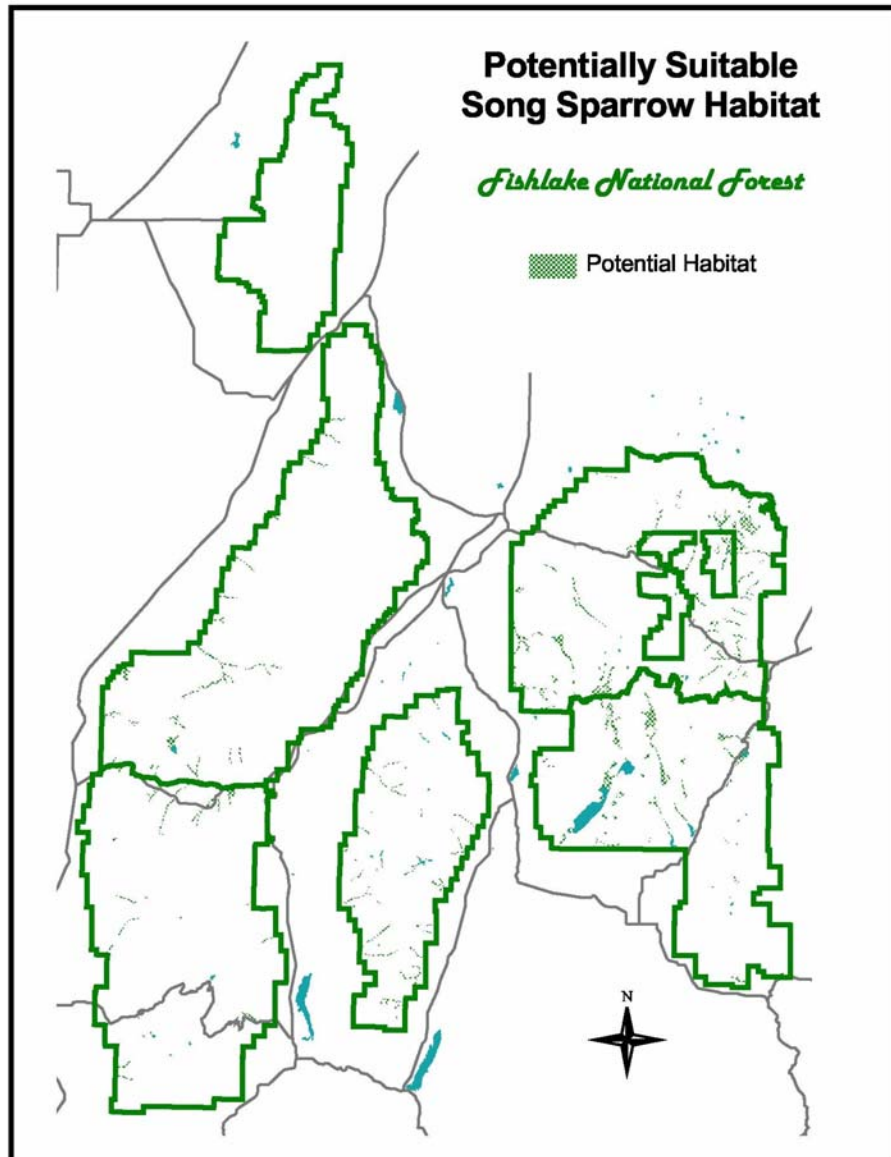 Potentially Suitable
Song Sparrow Habitat
Fishlake National Forest
Potential Habitat
N